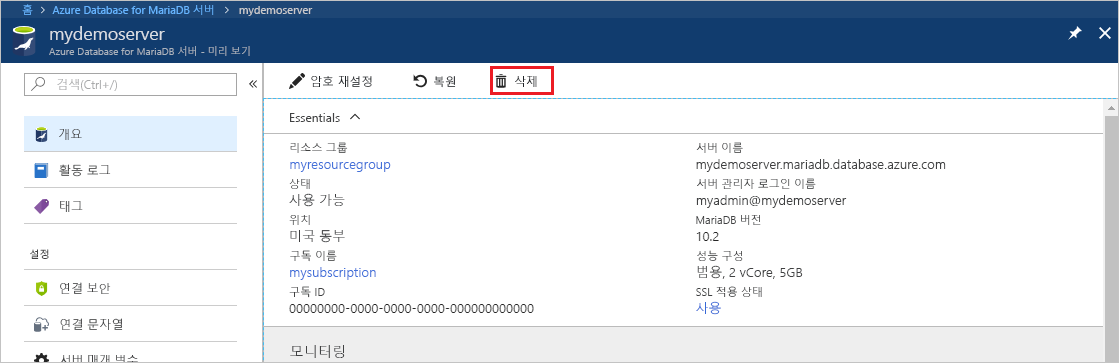 홈 > Azure Database for MariaDB 서버 > mydemoserver
mydemoserver
Azure Database for MariaDB 서버 - 미리 보기
검색(Ctrl+/)
암호 재설정 복원 삭제
Essentials
개요
활동 로그
태그
설정
연결 보안
연결 문자열
서버 매개 변수
리소스 그룹
myresourcegroup
상태
사용 가능
위치
미국 동부
구독 이름
mysubscription
구독 ID
00000000-0000-0000-0000-000000000000
서버 이름
mydemoserver.mariadb.database.azure.com
서버 관리자 로그인 이름
myadmin@mydemoserver
MariaDB 버전
10.2
성능 구성
범용, 2 vCore, 5GB
SSL 적용 상태
사용
모니터링